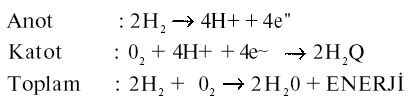 Anot : 2H₂ → 4H+ + 4e"
Katot : 0₂ + 4H+ + 4e~ → 2H₂Q
Toplam : 2H₂ + 0₂ → 2H₂0 + ENERJİ